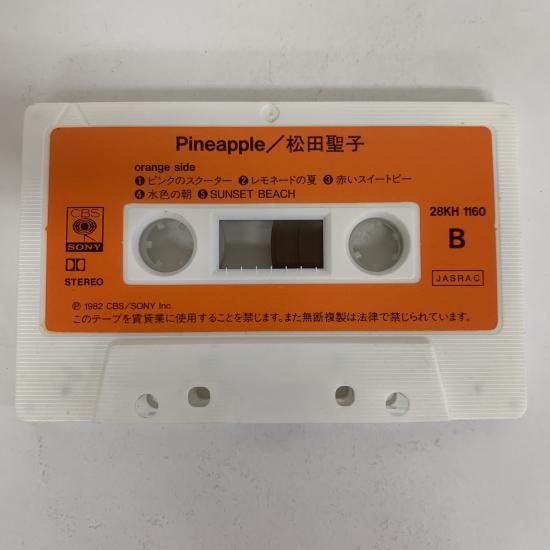 Pineapple/松田聖子
orange side
❶ピンクのスクーター ❷レモネードの夏 ❸赤いスイートピー
❹水色の朝 ❺SUNSET BEACH
CBS
SONY
28KH 1160
B
STEREO
JASRAC
Ⓟ 1982 CBS/SONY Inc.
このテープを賃貸業に使用することを禁じます。また無断複製は法律で禁じられています。